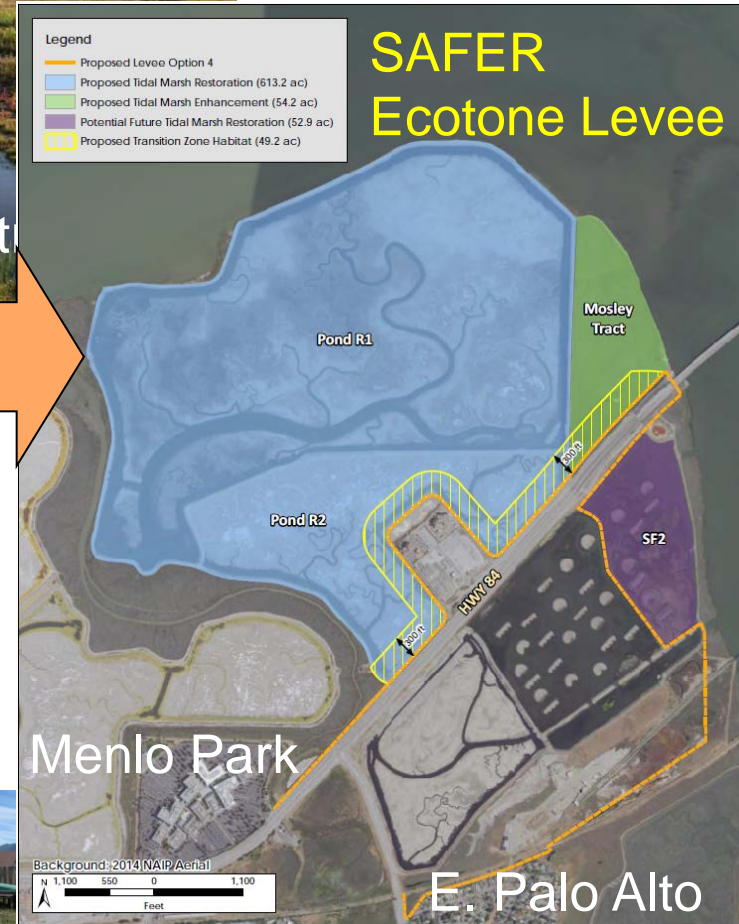 Legend
Proposed Levee Option 4
Proposed Tidal Marsh Restoration (613.2 ac)
Proposed Tidal Marsh Enhancement (54.2 ac)
Potential Future Tidal Marsh Restoration (52.9 ac)
Proposed Transition Zone Habitat (49.2 ac)
SAFER
Ecotone Levee
Mosley
Tract
Pond R1
300 ft
Pond R2
SF2
HWY 84
300 ft
Menlo Park
Background: 2014 NAIP Aerial
N 1,100 550 0 1,100
Feet
E. Palo Alto